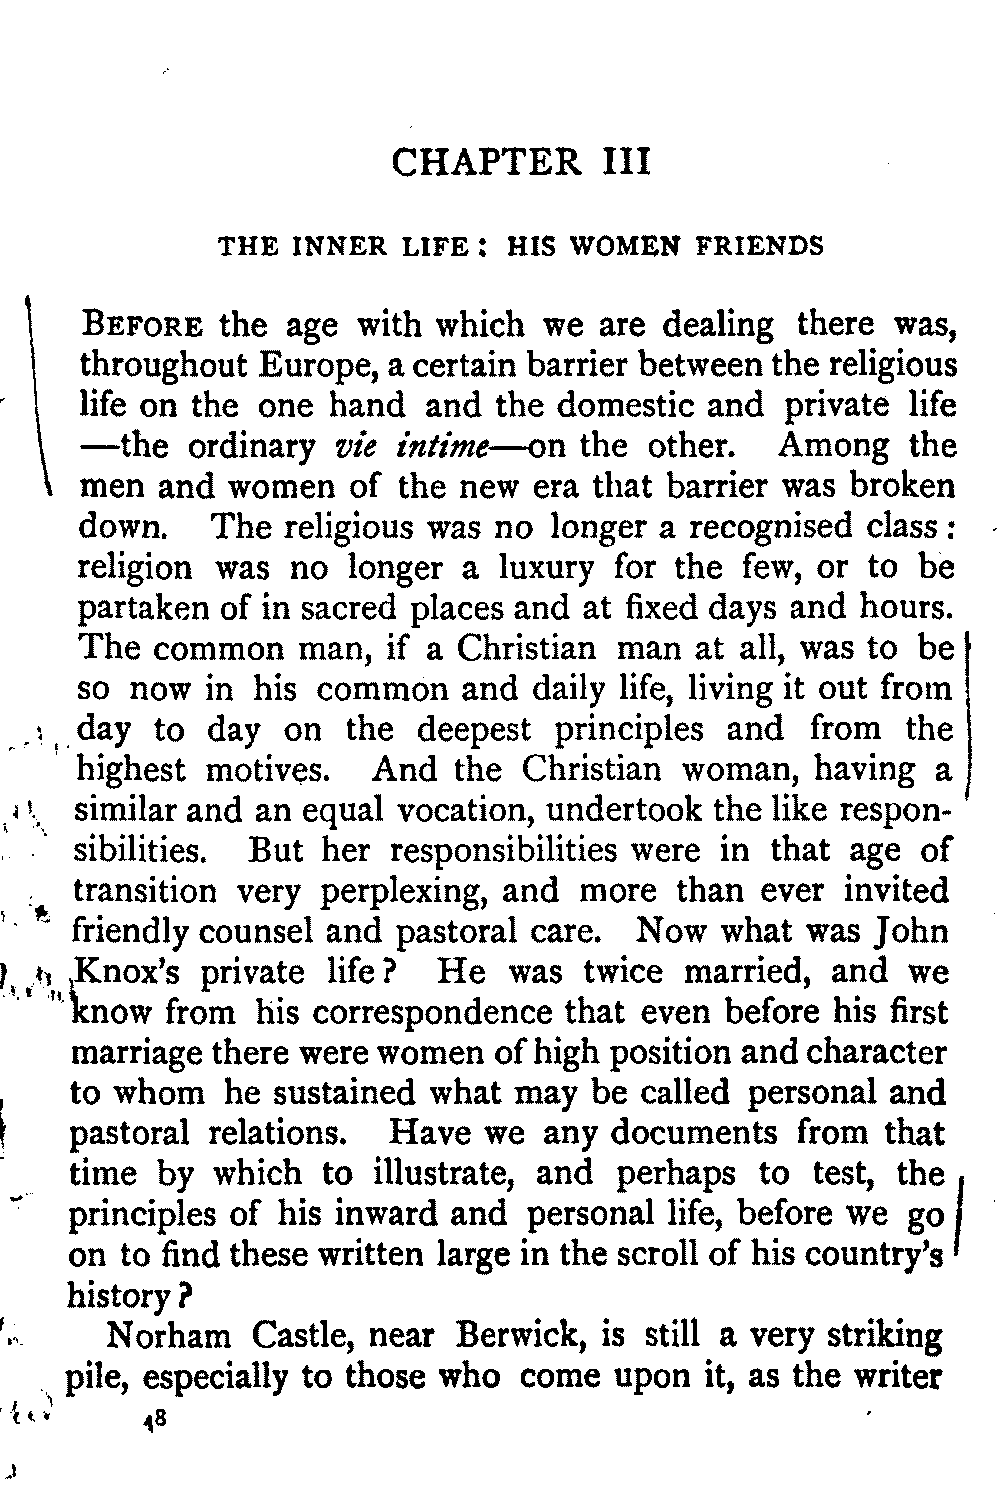 CHAPTER III
THE INNER LIFE: HIS WOMEN FRIENDS
BEFORE the age with which we are dealing there was,
throughout Europe, a certain barrier between the religious
life on the one hand and the domestic and private life
—the ordinary vie intime—on the other. Among the
men and women of the new era that barrier was broken
down. The religious was no longer a recognised class:
religion was no longer a luxury for the few, or to be
partaken of in sacred places and at fixed days and hours.
The common man, if a Christian man at all, was to be
so now in his common and daily life, living it out from
day to day on the deepest principles and from the
highest motives. And the Christian woman, having a
similar and an equal vocation, undertook the like respon-
sibilities. But her responsibilities were in that age of
transition very perplexing, and more than ever invited
friendly counsel and pastoral care. Now what was John
Knox's private life? He was twice married, and we
know from his correspondence that even before his first
marriage there were women of high position and character
to whom he sustained what may be called personal and
pastoral relations. Have we any documents from that
time by which to illustrate, and perhaps to test, the
principles of his inward and personal life, before we go
on to find these written large in the scroll of his country's
history?
Norham Castle, near Berwick, is still a very striking
pile, especially to those who come upon it, as the writer
48